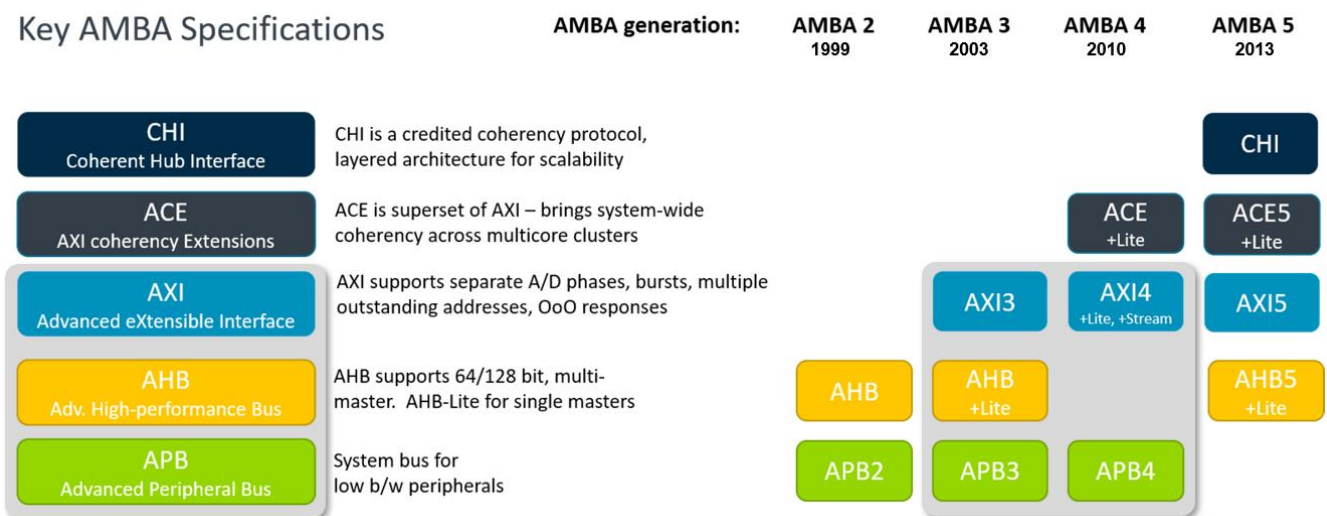 Key AMBA Specifications
AMBA generation:
AMBA 2
1999
AMBA 3
2003
AMBA 4
2010
AMBA 5
2013
CHI
Coherent Hub Interface
CHI is a credited coherency protocol,
layered architecture for scalability
CHI
ACE
AXI coherency Extensions
ACE is superset of AXI – brings system-wide
coherency across multicore clusters
ACE
+Lite
ACE5
+Lite
AXI
Advanced eXtensible Interface
AXI supports separate A/D phases, bursts, multiple
outstanding addresses, OoO responses
AXI3
AXI4
+Lite, +Stream
AXI5
AHB
Adv. High-performance Bus
AHB supports 64/128 bit, multi-
master. AHB-Lite for single masters
AHB
AHB
+Lite
AHB5
+Lite
APB
Advanced Peripheral Bus
System bus for
low b/w peripherals
APB2
APB3
APB4